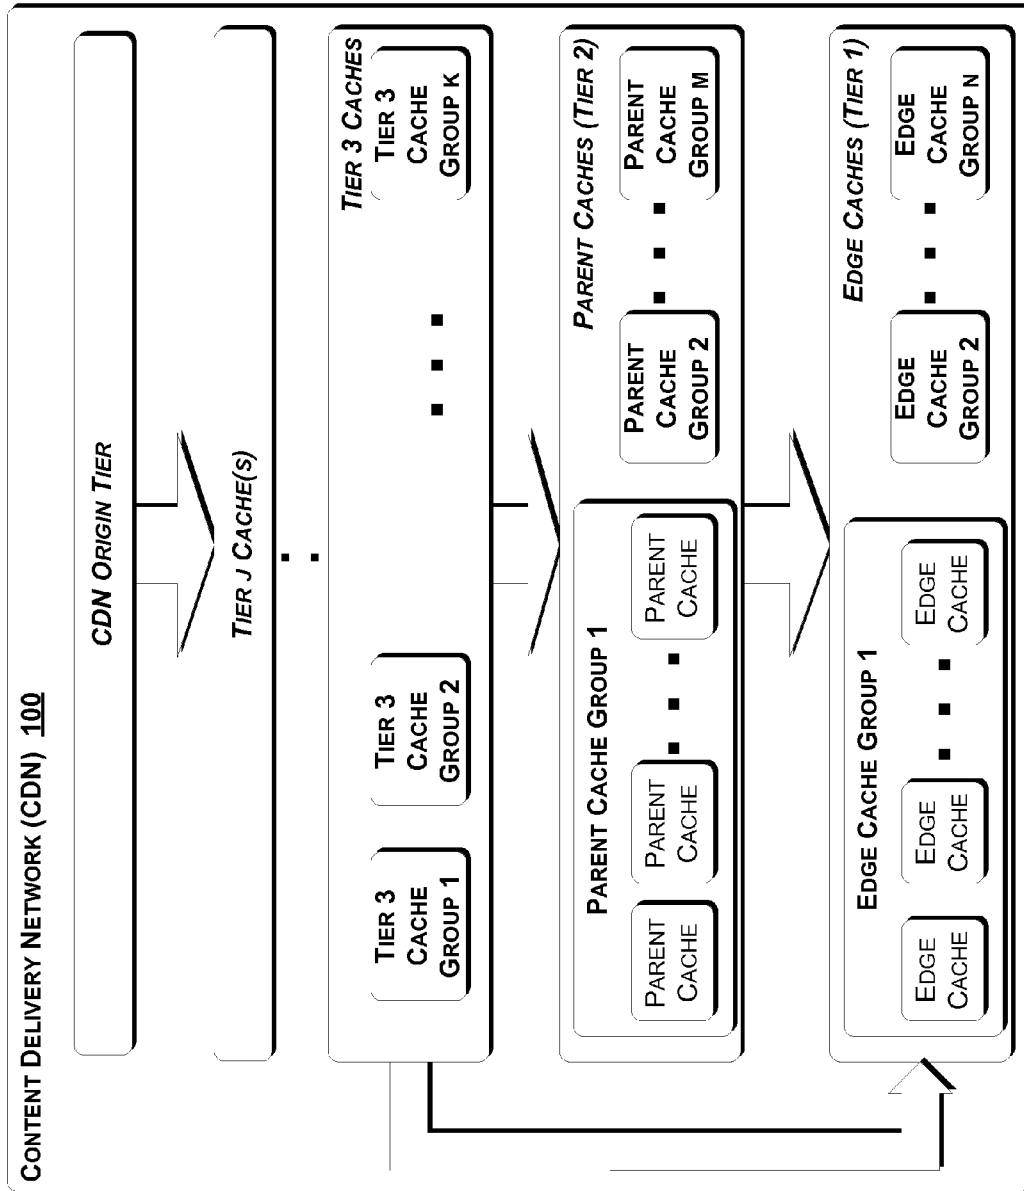 CONTENT DELIVERY NETWORK (CDN) 100
CDN ORIGIN TIER
TIER J CACHE(S)
TIER 3 CACHES
TIER 3
CACHE
GROUP 1
TIER 3
CACHE
GROUP 2
TIER 3
CACHE
GROUP K
PARENT CACHES (TIER 2)
PARENT CACHE GROUP 1
PARENT
CACHE
PARENT
CACHE
PARENT
CACHE
PARENT
CACHE
GROUP 2
PARENT
CACHE
GROUP M
EDGE CACHES (TIER 1)
EDGE CACHE GROUP 1
EDGE
CACHE
EDGE
CACHE
EDGE
CACHE
EDGE
CACHE
GROUP 2
EDGE
CACHE
GROUP N